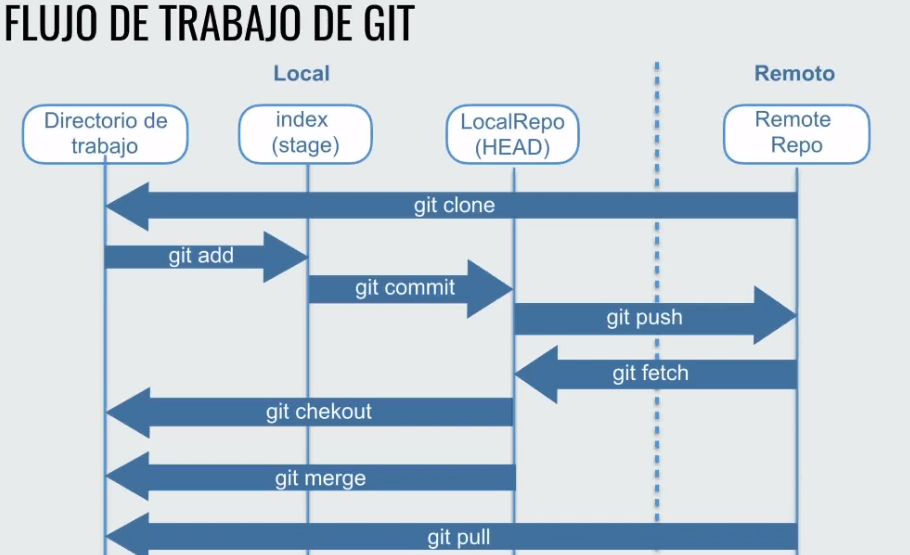 FLUJO DE TRABAJO DE GIT
Local
Remoto
Directorio de
trabajo
index
(stage)
LocalRepo
(HEAD)
Remote
Repo
git clone
git add
git commit
git push
git fetch
git chekout
git merge
git pull